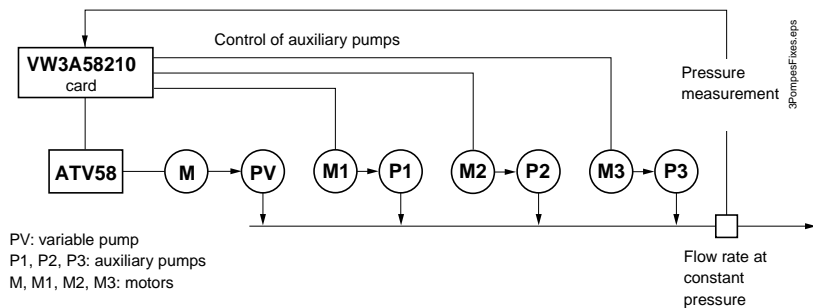 Control of auxiliary pumps
3PompesFixes.eps
VW3A58210
card
Pressure
measurement
ATV58
M
PV
M1
P1
M2
P2
M3
P3
PV: variable pump
P1, P2, P3: auxiliary pumps
M, M1, M2, M3: motors
Flow rate at
constant
pressure